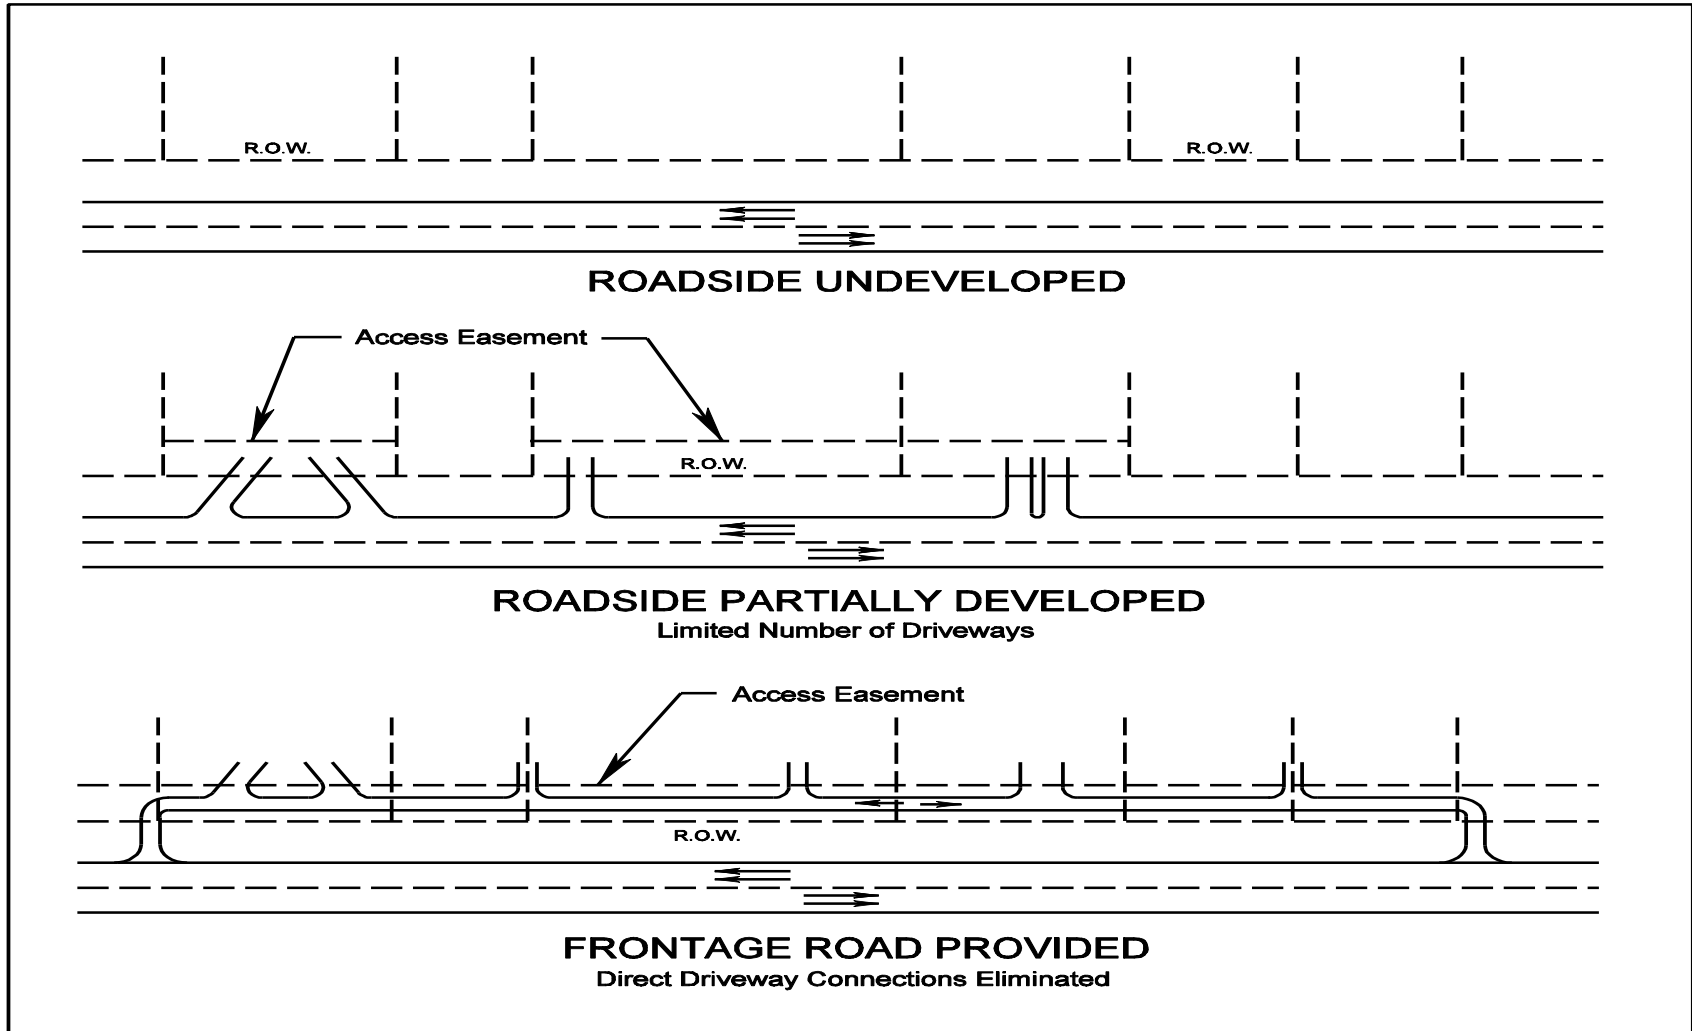 R.O.W.
R.O.W.
ROADSIDE UNDEVELOPED
Access Easement
R.O.W.
ROADSIDE PARTIALLY DEVELOPED
Limited Number of Driveways
Access Easement
R.O.W.
FRONTAGE ROAD PROVIDED
Direct Driveway Connections Eliminated